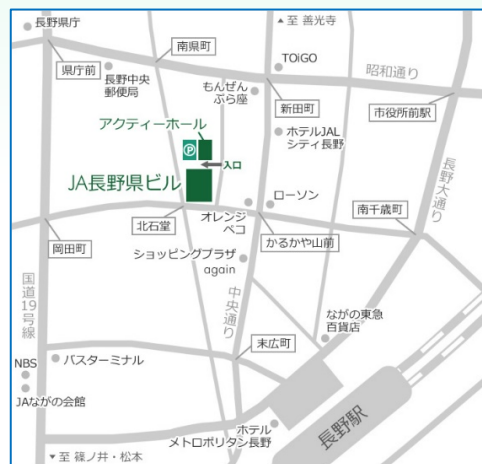 長野県庁
▲至 善光寺
南県町
TOiGO
昭和通り
県庁前
長野中央
郵便局
もんぜん
ぷら座
新田町
市役所前駅
アクティーホール
P
入口
ホテルJAL
シティ長野
長野大通り
JA長野県ビル
ローソン
北石堂
オレンジ
ペコ
南千歳町
かるかや山前
岡田町
ショッピングプラザ
again
国道19号線
中央通り
ながの東急
百貨店
末広町
NBS
バスターミナル
JAながの会館
長野駅
ホテル
メトロポリタン長野
▼至 篠ノ井・松本